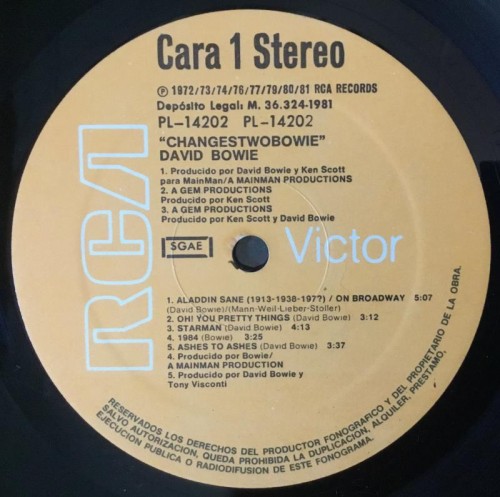 Cara 1 Stereo
Ⓟ 1972/73/74/76/77/79/80/81 RCA RECORDS
Depósito Legal: M. 36.324-1981
PL-14202 PL-14202
"CHANGESTWOBOWIE"
DAVID BOWIE
1. Producido por David Bowie y Ken Scott
para MainMan/A MAINMAN PRODUCTIONS
2. A GEM PRODUCTIONS
Producido por Ken Scott
3. A GEM PRODUCTIONS
Producido por Ken Scott y David Bowie
RCA
SGAE
Victor
1. ALADDIN SANE (1913-1938-197?) / ON BROADWAY 5:07
(David Bowie)/(Mann-Weil-Lieber-Stoller)
2. OH! YOU PRETTY THINGS (David Bowie) 3:12
3. STARMAN (David Bowie) 4:13
4. 1984 (Bowie) 3:25
5. ASHES TO ASHES (David Bowie) 3:37
4. Producido por Bowie/
A MAINMAN PRODUCTION
5. Producido por David Bowie y
Tony Visconti
RESERVADOS LOS DERECHOS DEL PRODUCTOR FONOGRAFICO Y DEL PROPIETARIO DE LA OBRA.
SALVO AUTORIZACION, QUEDA PROHIBIDA LA DUPLICACION, ALQUILER, PRESTAMO,
EJECUCION PUBLICA O RADIODIFUSION DE ESTE FONOGRAMA.